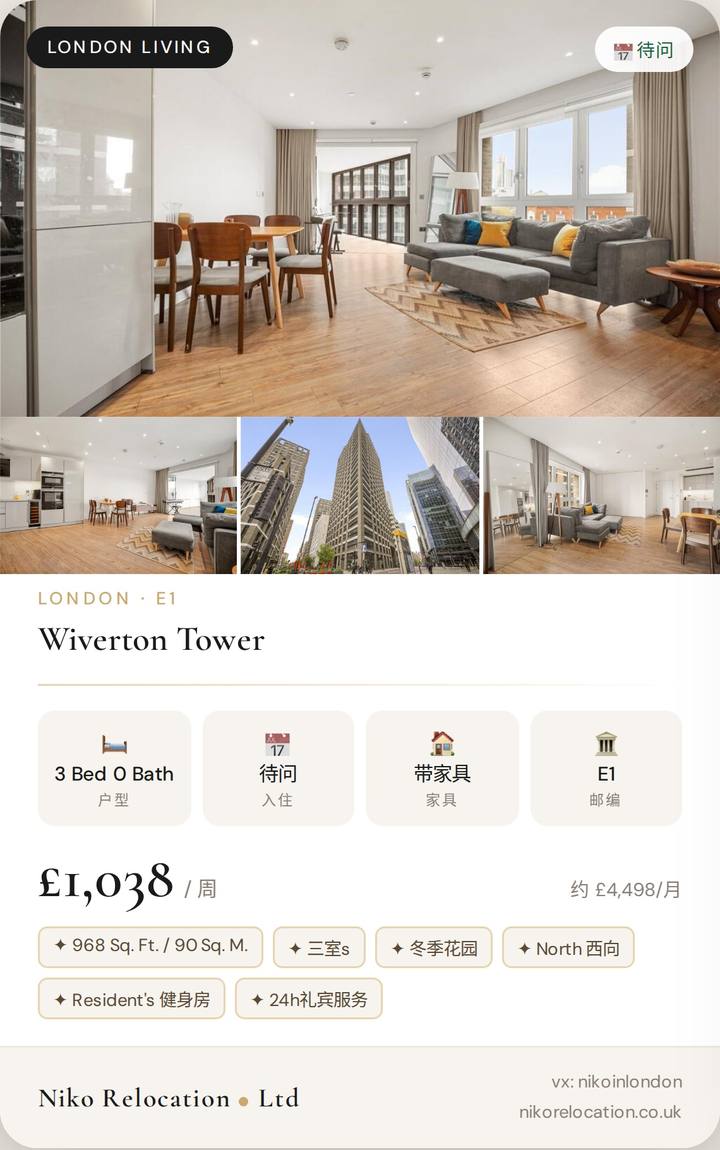 LONDON LIVING
17 待问
LONDON · E1
Wiverton Tower
3 Bed 0 Bath
户型
17
待问
入住
带家具
家具
E1
邮编
£1,038 / 周
约 £4,498/月
✦ 968 Sq. Ft. / 90 Sq. M.
✦ 三室s
✦ 冬季花园
✦ North 西向
✦ Resident's 健身房
✦ 24h礼宾服务
Niko Relocation ● Ltd
vx: nikoinlondon
nikorelocation.co.uk